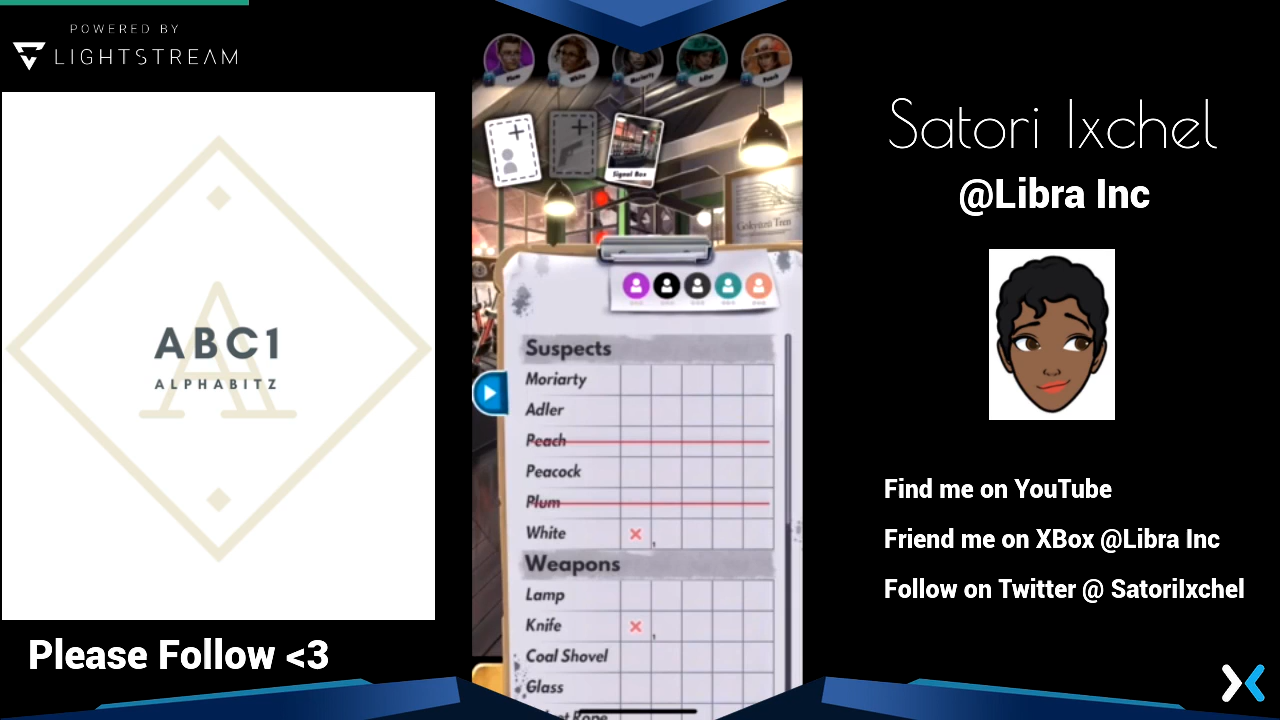 POWERED BY
LIGHTSTREAM
ABC1
ALPHABITZ
Please Follow <3
Plum
White
Moriarty
Adler
Peach
Signal Box
Suspects
Moriarty
Adler
Peach
Peacock
Plum
White
Weapons
Lamp
Knife
Coal Shovel
Glass
Rope
Satori Ixchel
@Libra Inc
Find me on YouTube
Friend me on XBox @Libra Inc
Follow on Twitter @ SatoriIxchel